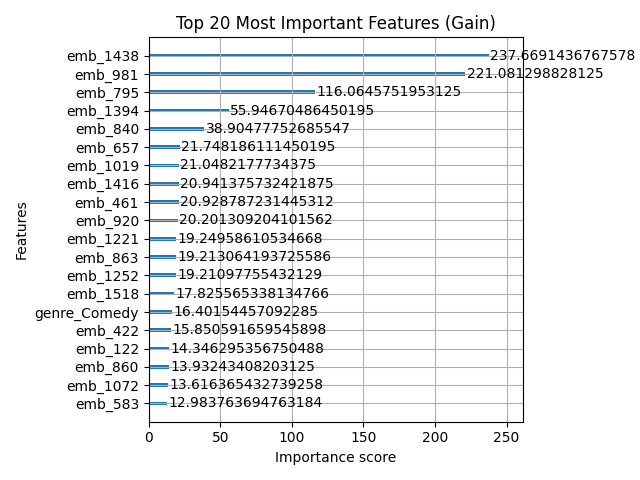 Top 20 Most Important Features (Gain)
emb_1438 237.6691436767578
emb_981 221.081298828125
emb_795 116.0645751953125
emb_1394 55.94670486450195
emb_840 38.90477752685547
emb_657 21.748186111450195
emb_1019 21.0482177734375
emb_1416 20.941375732421875
emb_461 20.928787231445312
emb_920 20.201309204101562
emb_1221 19.24958610534668
emb_863 19.213064193725586
emb_1252 19.21097755432129
emb_1518 17.825565338134766
genre_Comedy 16.40154457092285
emb_422 15.850591659545898
emb_122 14.346295356750488
emb_860 13.93243408203125
emb_1072 13.616365432739258
emb_583 12.983763694763184
Features
0 50 100 150 200 250
Importance score